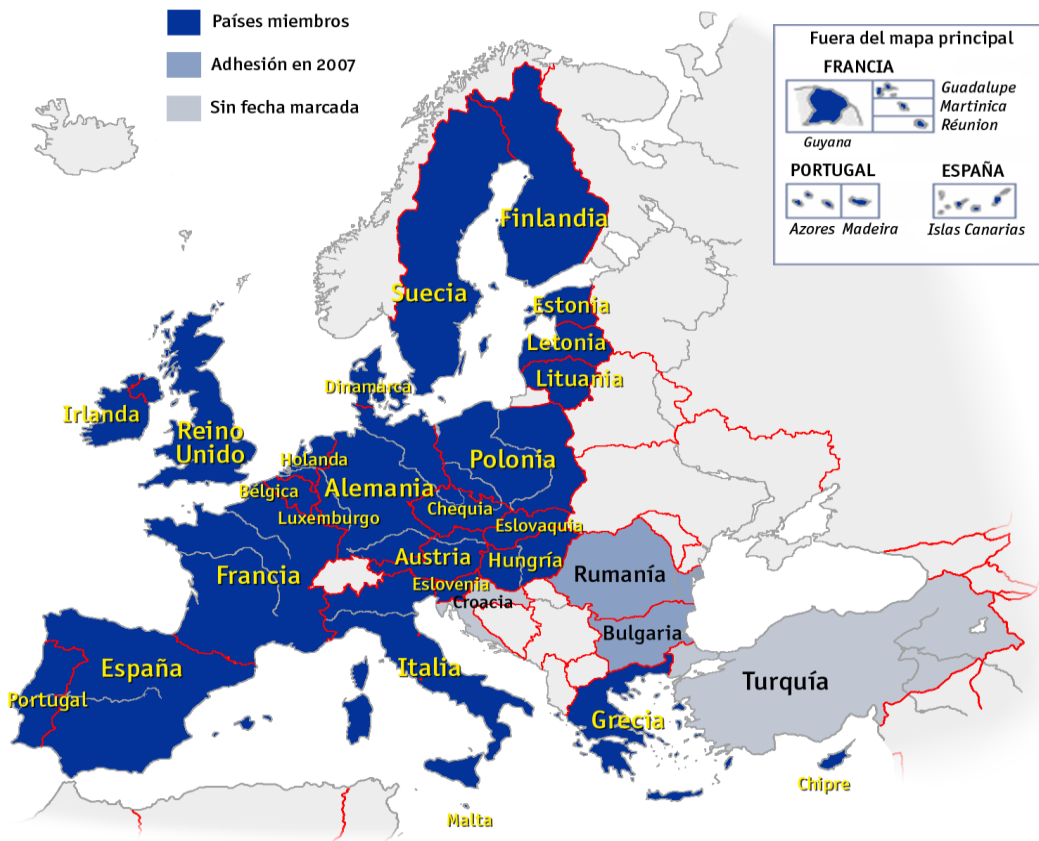 Países miembros
Adhesión en 2007
Sin fecha marcada
Fuera del mapa principal
FRANCIA
Guadalupe
Martinica
Réunion
Guyana
PORTUGAL
ESPAÑA
Azores
Madeira
Islas Canarias
Finlandia
Suecia
Estonia
Letonia
Lituania
Dinamarca
Irlanda
Reino
Unido
Holanda
Polonia
Bélgica
Alemania
Chequia
Luxemburgo
Eslovaquia
Austria
Hungría
Francia
Eslovenia
Rumanía
Croacia
Bulgaria
España
Italia
Portugal
Turquía
Grecia
Chipre
Malta